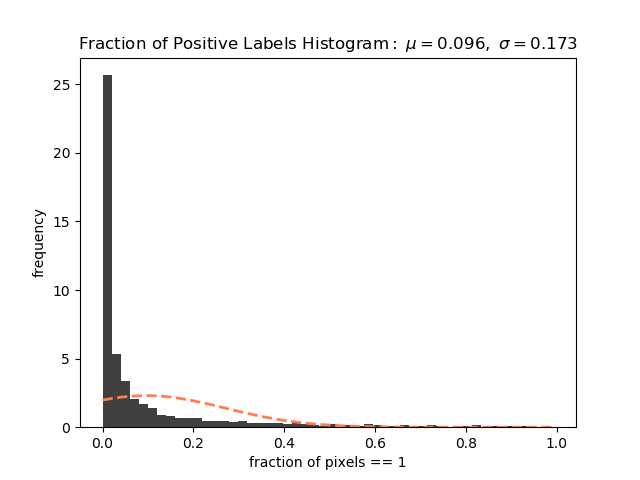 Fraction of Positive Labels Histogram : μ = 0.096, σ = 0.173
25
20
15
10
5
0
frequency
0.0 0.2 0.4 0.6 0.8 1.0
fraction of pixels == 1